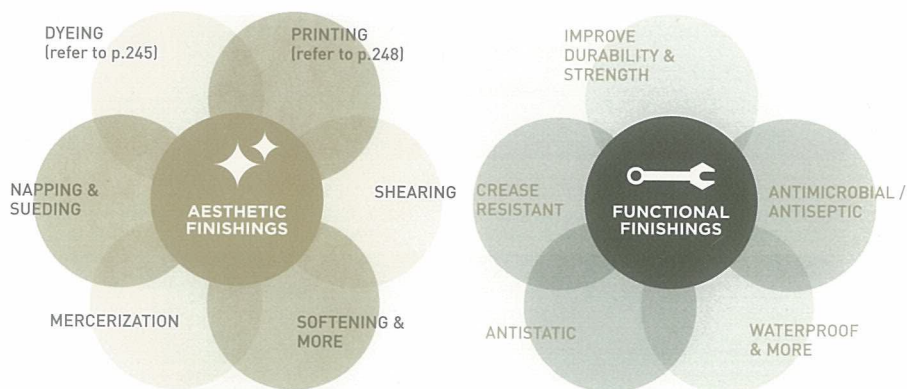 DYEING
(refer to p.245)
PRINTING
(refer to p.248)
NAPPING &
SUEDING
AESTHETIC
FINISHINGS
SHEARING
MERCERIZATION
SOFTENING &
MORE
IMPROVE
DURABILITY &
STRENGTH
CREASE
RESISTANT
FUNCTIONAL
FINISHINGS
ANTIMICROBIAL /
ANTISEPTIC
ANTISTATIC
WATERPROOF
& MORE